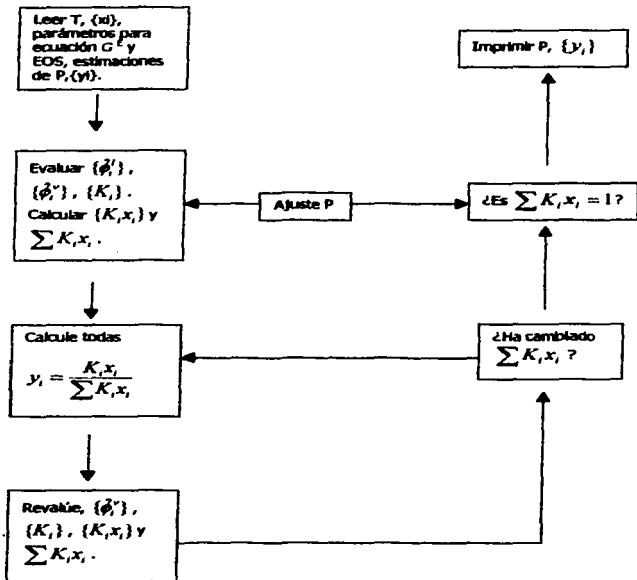 Leer T, {xi},
parámetros para
ecuación G^E y
EOS, estimaciones
de P,{yi}.
Evaluar {φ̂_i^l} ,
{φ̂_i^v} , {K_i} .
Calcular {K_i x_i} y
∑ K_i x_i .
Calcule todas
y_i = K_i x_i / ∑ K_i x_i
Revalúe, {φ̂_i^v} ,
{K_i} , {K_i x_i} y
∑ K_i x_i .
Ajuste P
Imprimir P, {y_i}
¿Es ∑ K_i x_i = 1?
¿Ha cambiado
∑ K_i x_i ?